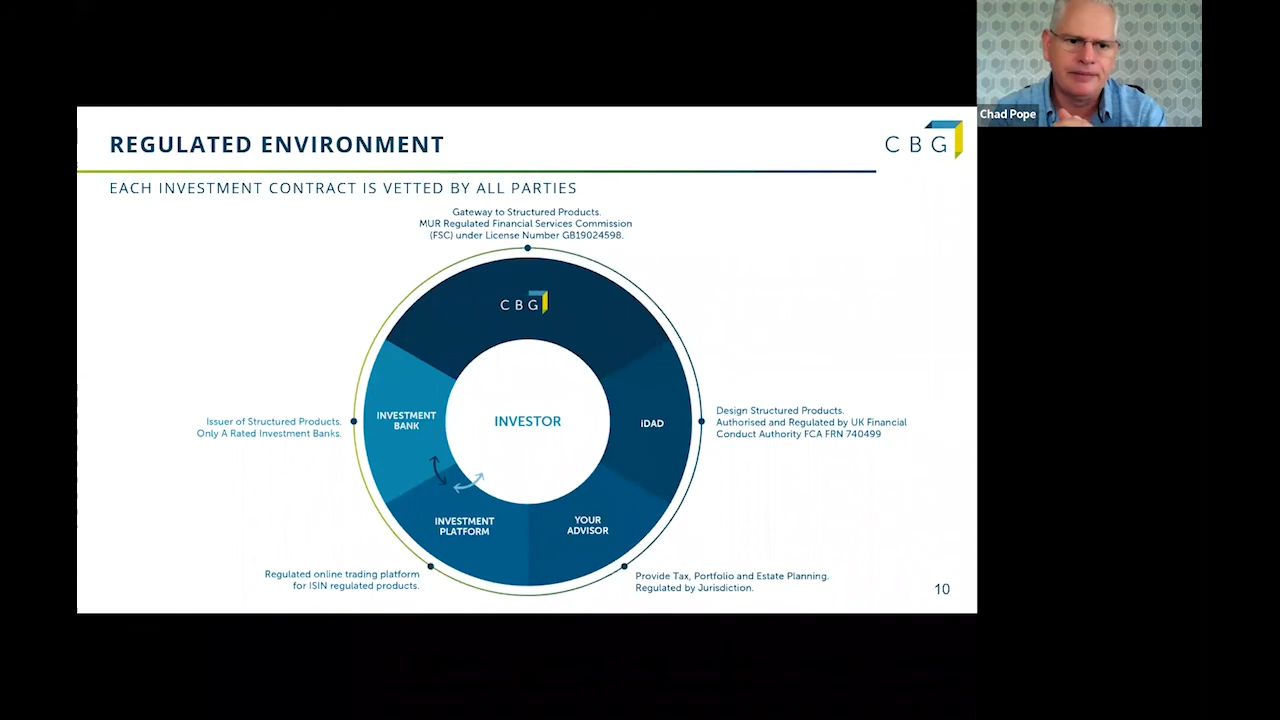 Chad Pope
REGULATED ENVIRONMENT
CBG
EACH INVESTMENT CONTRACT IS VETTED BY ALL PARTIES
Gateway to Structured Products.
MUR Regulated Financial Services Commission
(FSC) under License Number GB19024598.
CBG
INVESTMENT
BANK
INVESTOR
iDAD
Issuer of Structured Products.
Only A Rated Investment Banks.
Design Structured Products.
Authorised and Regulated by UK Financial
Conduct Authority FCA FRN 740499
INVESTMENT
PLATFORM
YOUR
ADVISOR
Regulated online trading platform
for ISIN regulated products.
Provide Tax, Portfolio and Estate Planning.
Regulated by Jurisdiction.
10